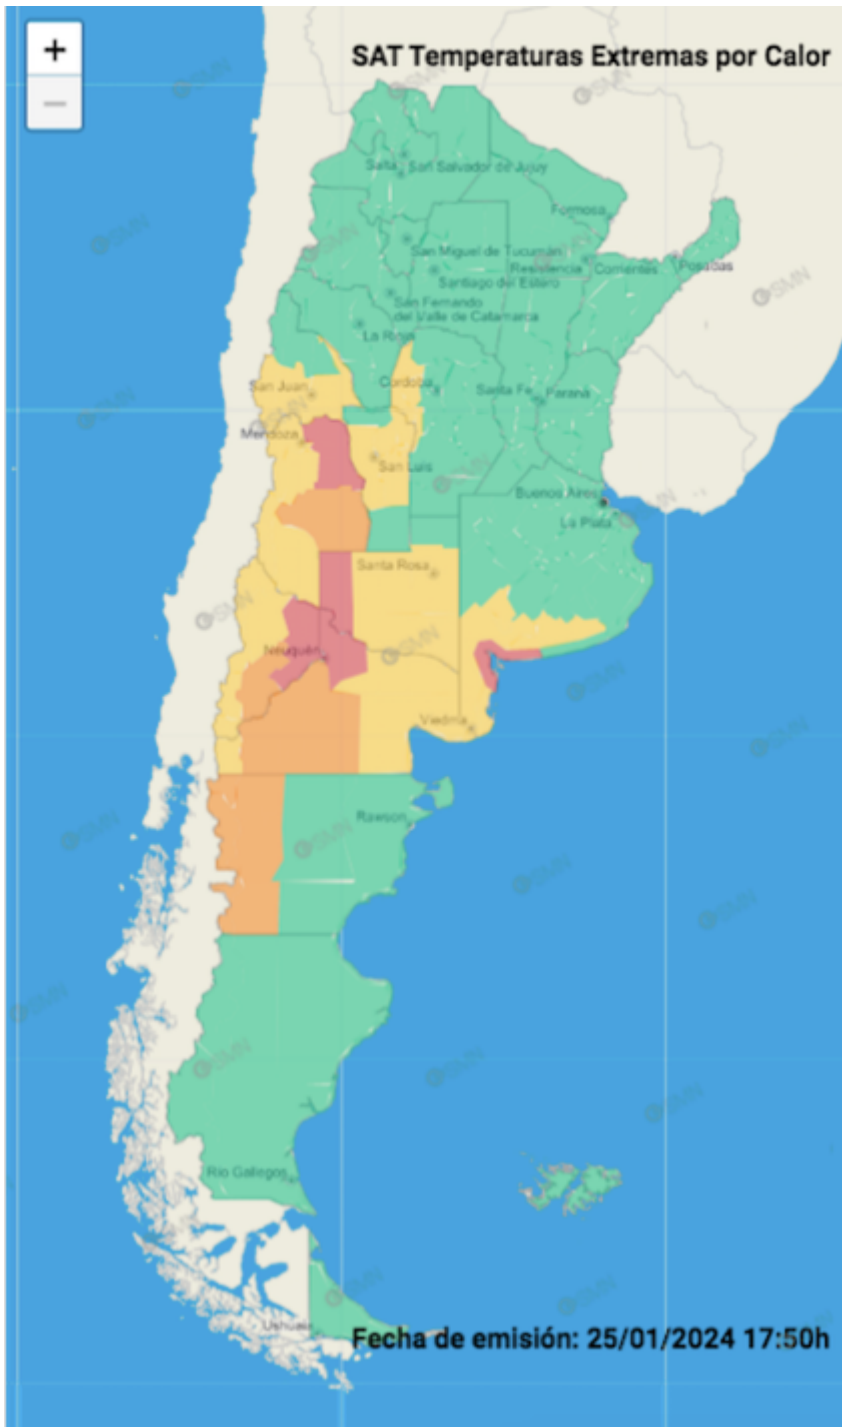 +
SAT Temperaturas Extremas por Calor
−
SMN
Salta
San Salvador de Jujuy
Formosa
San Miguel de Tucumán
Resistencia
Corrientes
Posadas
Santiago del Estero
San Fernando
del Valle de Catamarca
La Rioja
San Juan
Córdoba
Santa Fe
Paraná
Mendoza
San Luis
Buenos Aires
La Plata
Santa Rosa
Neuquén
Viedma
Rawson
Río Gallegos
Ushuaia
Fecha de emisión: 25/01/2024 17:50h